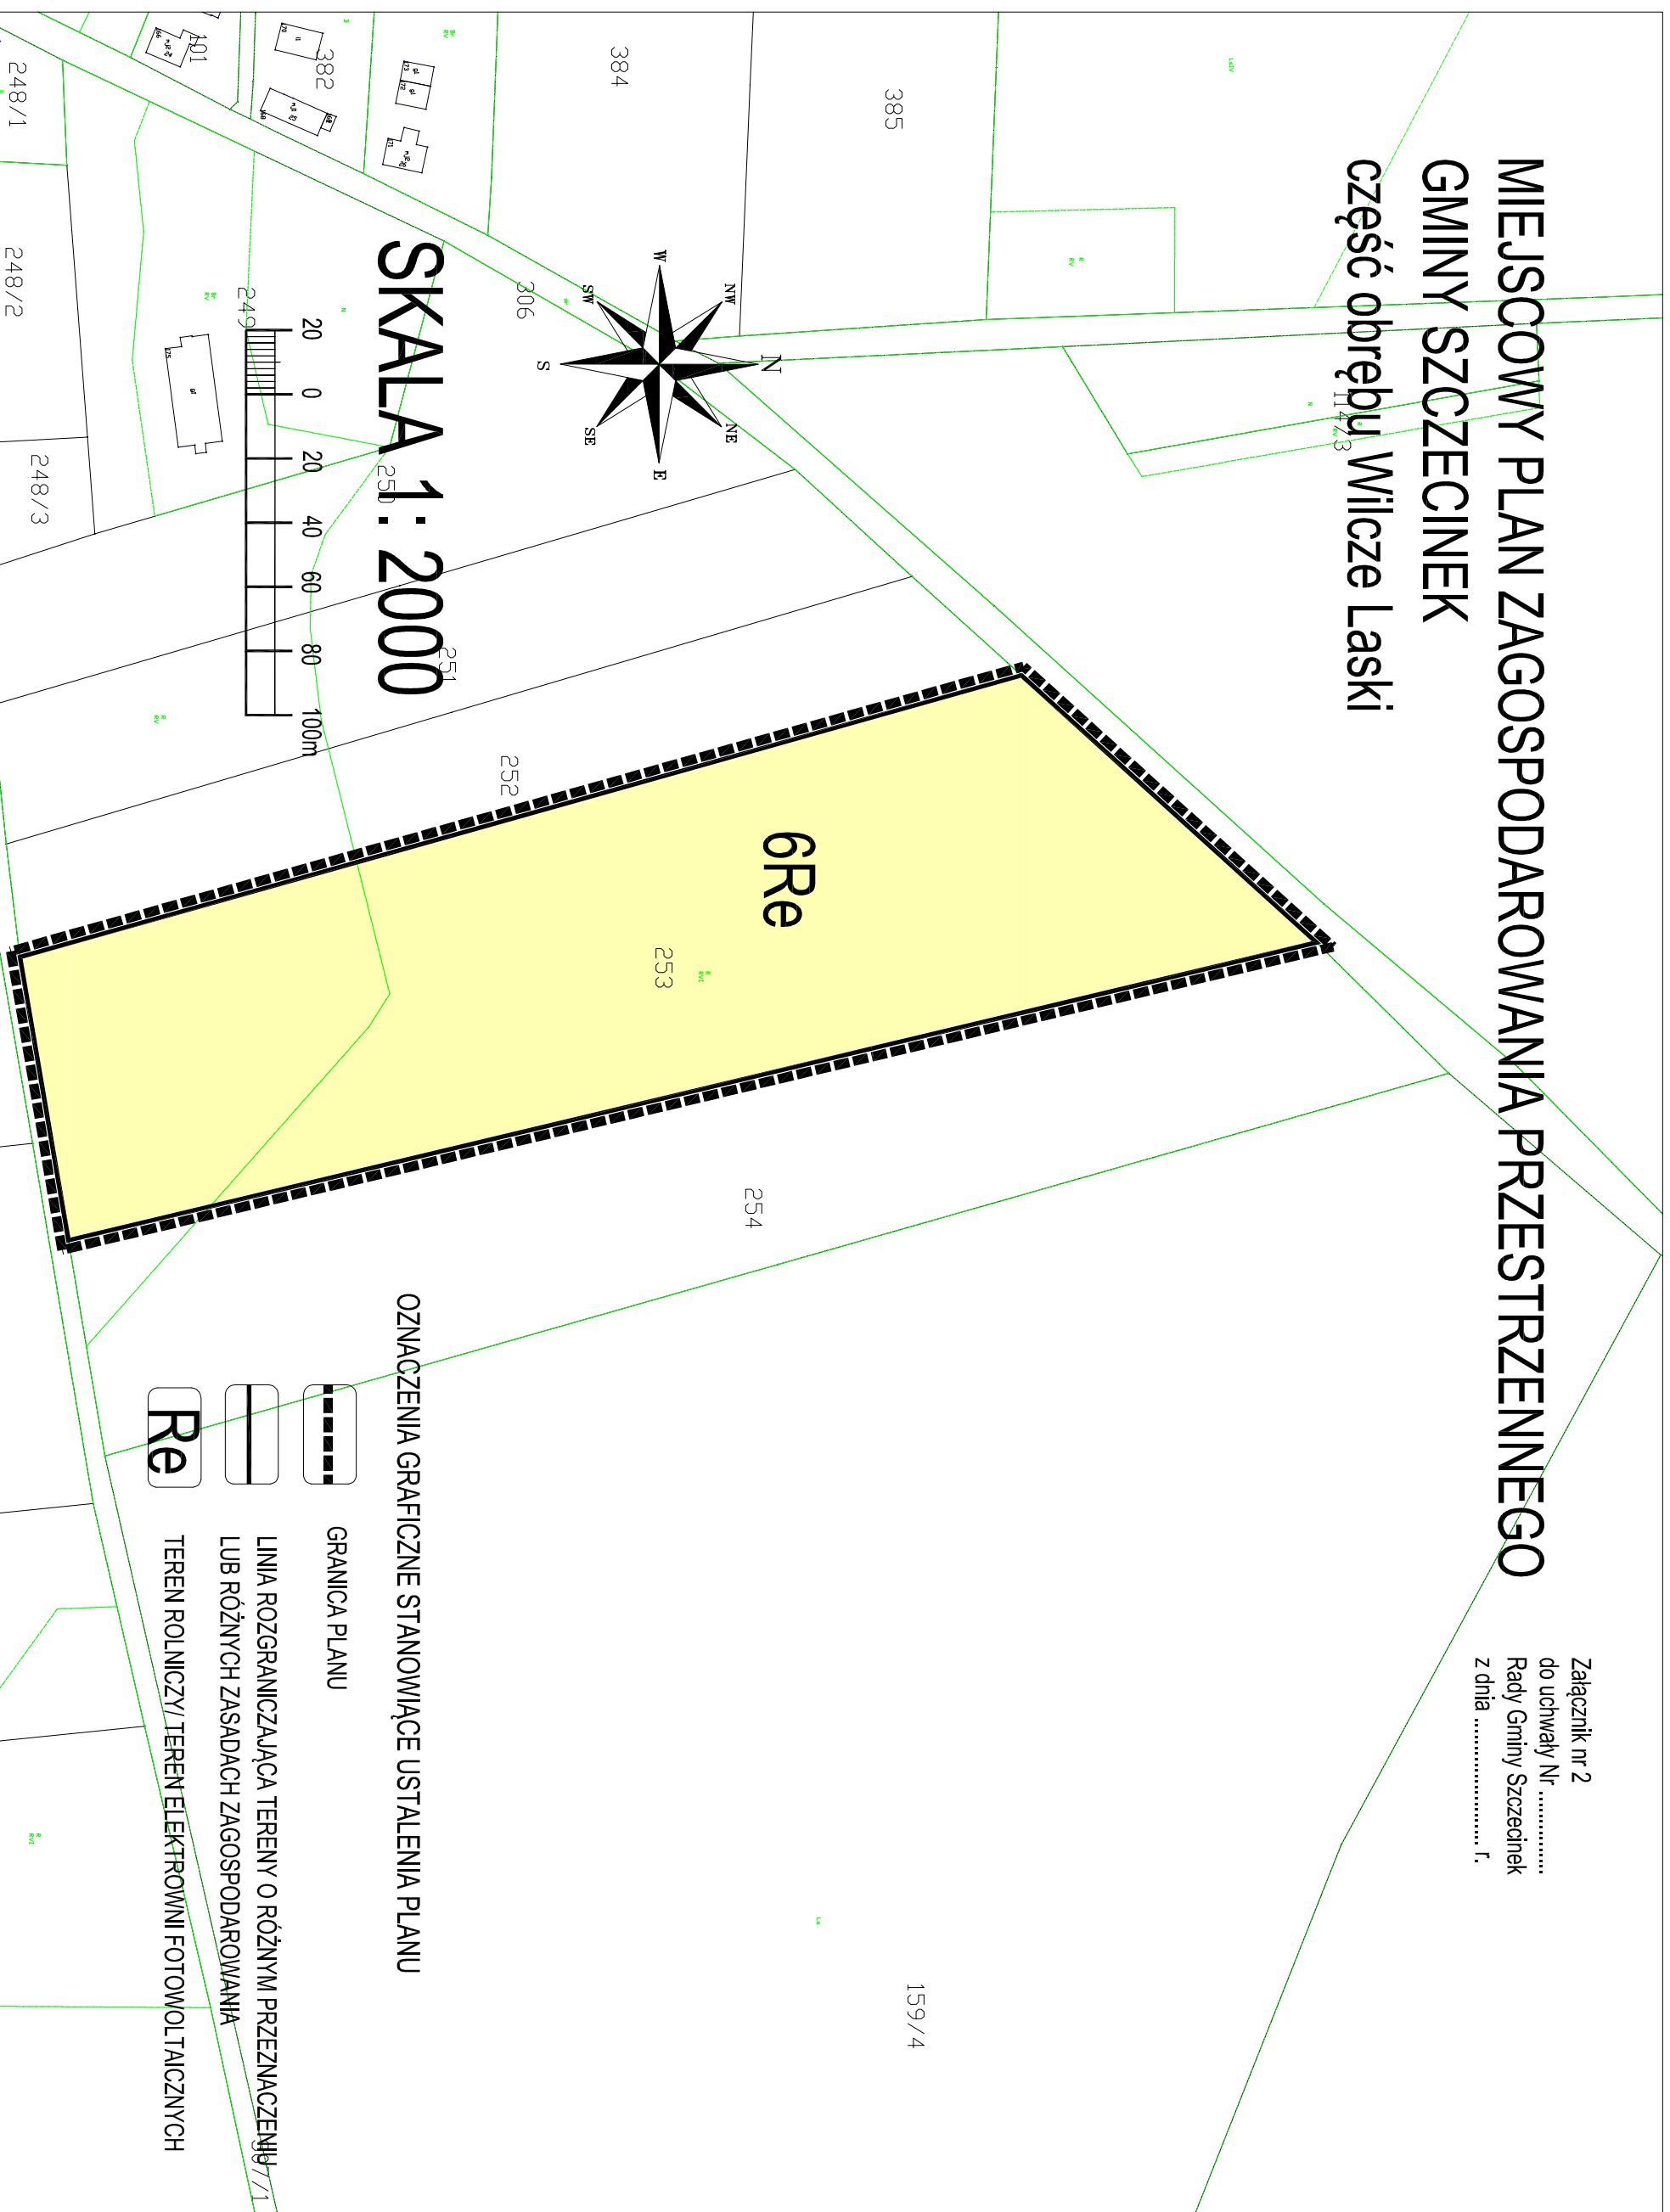 Załącznik nr 2
do uchwały Nr ................
Rady Gminy Szczecinek
z dnia ........................ r.
MIEJSCOWY PLAN ZAGOSPODAROWANIA PRZESTRZENNEGO
GMINY SZCZECINEK
część obrębu Wilcze Laski
114/3
385
384
382
101
306
N
NE
E
SE
S
SW
W
NW
SKALA 1: 2000
20 0 20 40 60 80 100m
249
250
251
252
6Re
253
254
159/4
248/1
248/2
248/3
OZNACZENIA GRAFICZNE STANOWIĄCE USTALENIA PLANU
GRANICA PLANU
LINIA ROZGRANICZAJĄCA TERENY O RÓŻNYM PRZEZNACZENIU
LUB RÓŻNYCH ZASADACH ZAGOSPODAROWANIA
Re
TEREN ROLNICZY/ TEREN ELEKTROWNI FOTOWOLTAICZNYCH